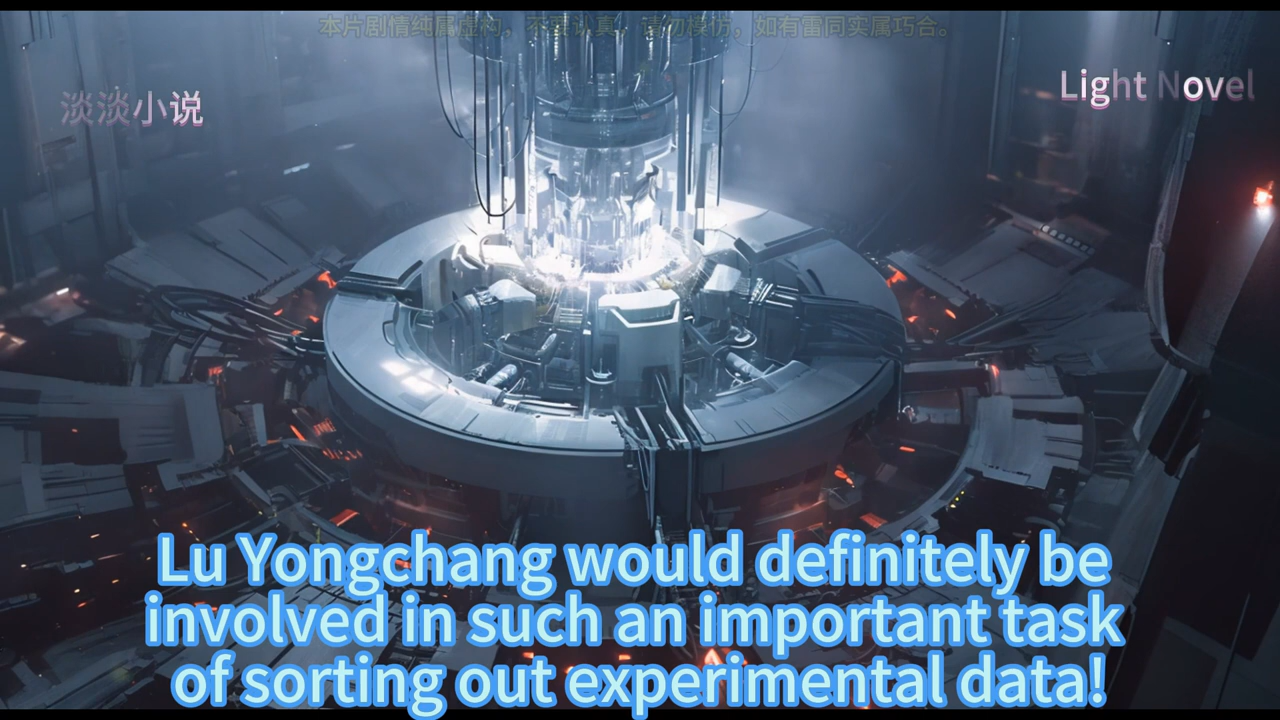 本片剧情纯属虚构，不要认真，请勿模仿，如有雷同实属巧合。
淡淡小说
Light Novel
Lu Yongchang would definitely be
involved in such an important task
of sorting out experimental data!